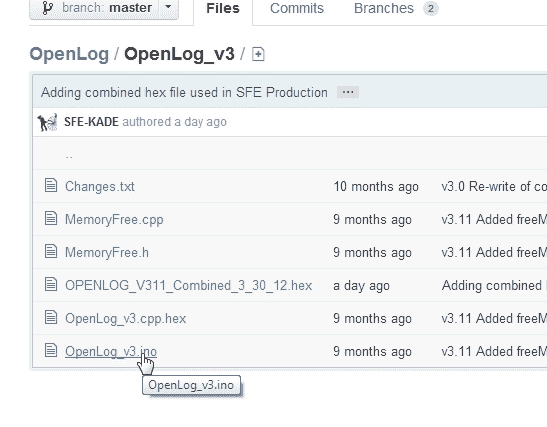 branch: master Files Commits Branches 2
OpenLog / OpenLog_v3 /
Adding combined hex file used in SFE Production ...
SFE-KADE authored a day ago
..
Changes.txt 10 months ago v3.0 Re-write of co
MemoryFree.cpp 9 months ago v3.11 Added freeM
MemoryFree.h 9 months ago v3.11 Added freeM
OPENLOG_V311_Combined_3_30_12.hex a day ago Adding combined
OpenLog_v3.cpp.hex 9 months ago v3.11 Added freeM
OpenLog_v3.ino 9 months ago v3.11 Added freeM
OpenLog_v3.ino